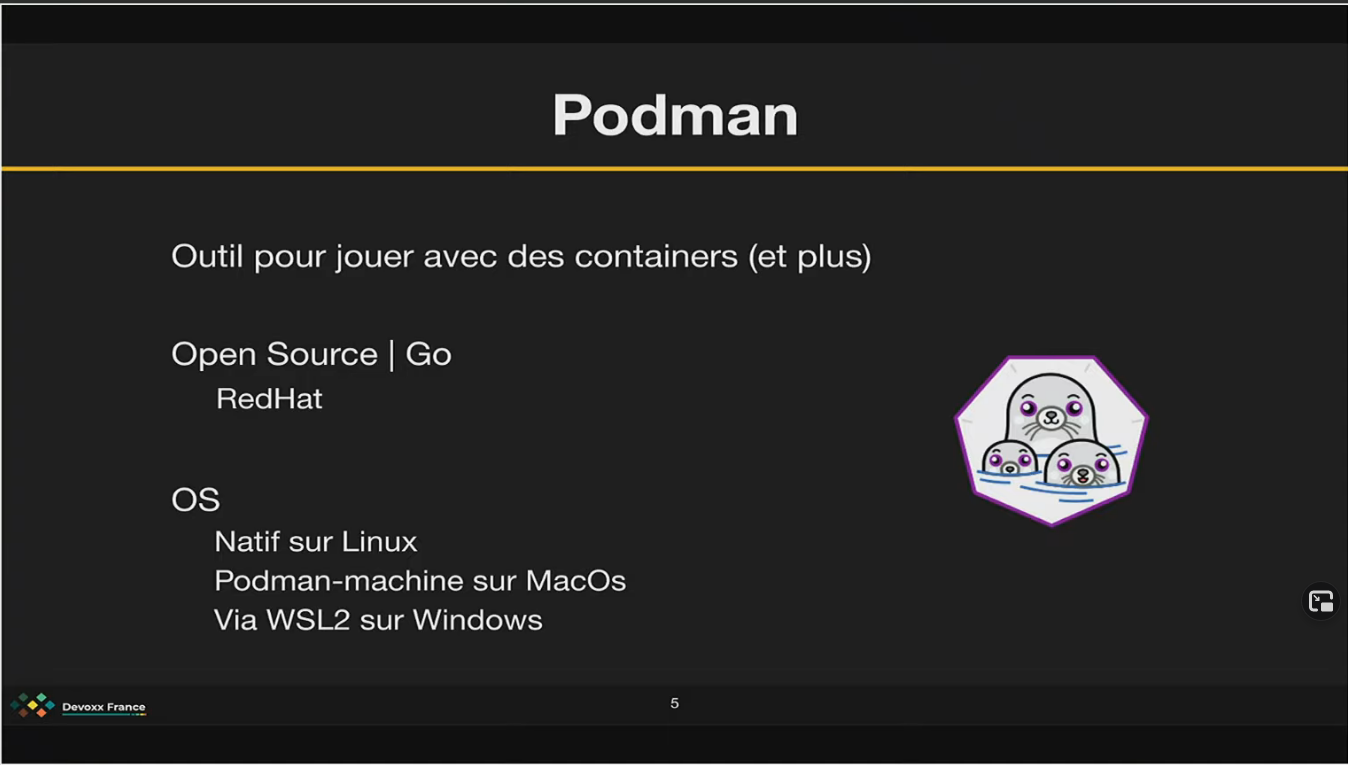 Podman
Outil pour jouer avec des containers (et plus)
Open Source | Go
RedHat
OS
Natif sur Linux
Podman-machine sur MacOs
Via WSL2 sur Windows
Devoxx France
5